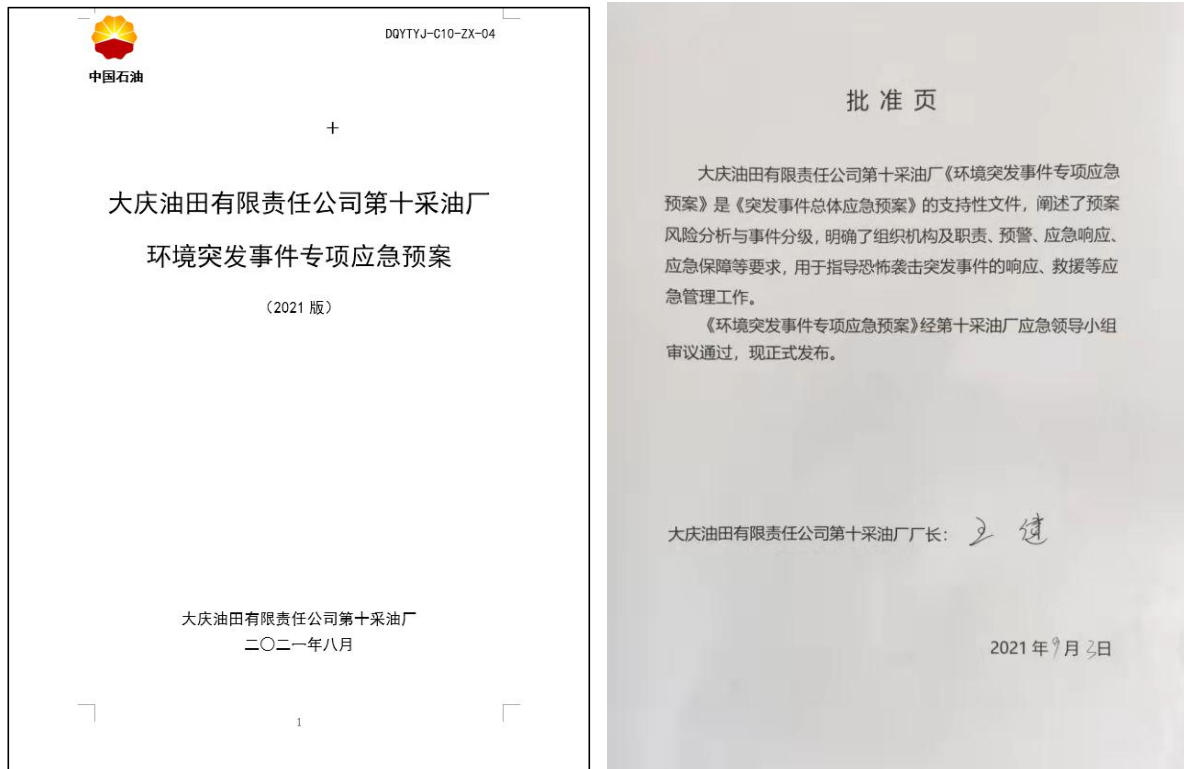 中国石油
DQYTYJ-C10-ZX-04
+
大庆油田有限责任公司第十采油厂
环境突发事件专项应急预案
（2021 版）
大庆油田有限责任公司第十采油厂
二〇二一年八月
1
批 准 页
大庆油田有限责任公司第十采油厂《环境突发事件专项应急
预案》是《突发事件总体应急预案》的支持性文件，阐述了预案
风险分析与事件分级，明确了组织机构及职责、预警、应急响应、
应急保障等要求，用于指导恐怖袭击突发事件的响应、救援等应
急管理工作。
《环境突发事件专项应急预案》经第十采油厂应急领导小组
审议通过，现正式发布。
大庆油田有限责任公司第十采油厂厂长： 王 健
2021 年 9 月 3 日